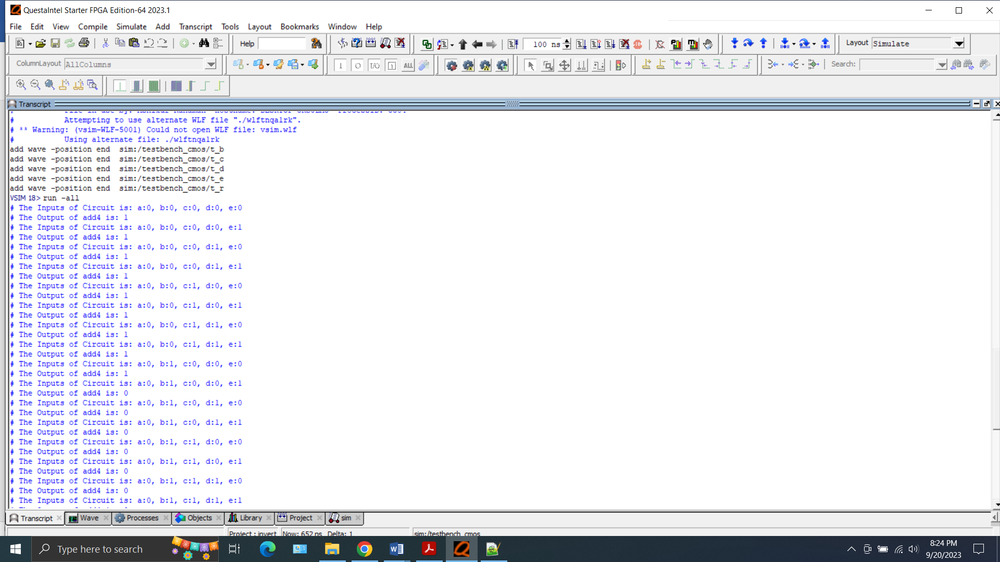 QuestaIntel Starter FPGA Edition-64 2023.1
File Edit View Compile Simulate Add Transcript Tools Layout Bookmarks Window Help
Help 100 ns Layout Simulate
ColumnLayout AllColumns Search:
Transcript
# Attempting to use alternate WLF file "./wlftnqalrk".
# ** Warning: (vsim-WLF-5001) Could not open WLF file: vsim.wlf
# Using alternate file: ./wlftnqalrk
add wave -position end sim:/testbench_cmos/t_b
add wave -position end sim:/testbench_cmos/t_c
add wave -position end sim:/testbench_cmos/t_d
add wave -position end sim:/testbench_cmos/t_e
add wave -position end sim:/testbench_cmos/t_r
VSIM 18> run -all
# The Inputs of Circuit is: a:0, b:0, c:0, d:0, e:0
# The Output of add4 is: 1
# The Inputs of Circuit is: a:0, b:0, c:0, d:0, e:1
# The Output of add4 is: 1
# The Inputs of Circuit is: a:0, b:0, c:0, d:1, e:0
# The Output of add4 is: 1
# The Inputs of Circuit is: a:0, b:0, c:0, d:1, e:1
# The Output of add4 is: 1
# The Inputs of Circuit is: a:0, b:0, c:1, d:0, e:0
# The Output of add4 is: 1
# The Inputs of Circuit is: a:0, b:0, c:1, d:0, e:1
# The Output of add4 is: 1
# The Inputs of Circuit is: a:0, b:0, c:1, d:1, e:0
# The Output of add4 is: 1
# The Inputs of Circuit is: a:0, b:0, c:1, d:1, e:1
# The Output of add4 is: 1
# The Inputs of Circuit is: a:0, b:1, c:0, d:0, e:0
# The Output of add4 is: 1
# The Inputs of Circuit is: a:0, b:1, c:0, d:0, e:1
# The Output of add4 is: 0
# The Inputs of Circuit is: a:0, b:1, c:0, d:1, e:0
# The Output of add4 is: 0
# The Inputs of Circuit is: a:0, b:1, c:0, d:1, e:1
# The Output of add4 is: 0
# The Inputs of Circuit is: a:0, b:1, c:1, d:0, e:0
# The Output of add4 is: 0
# The Inputs of Circuit is: a:0, b:1, c:1, d:0, e:1
# The Output of add4 is: 0
# The Inputs of Circuit is: a:0, b:1, c:1, d:1, e:0
# The Output of add4 is: 0
# The Inputs of Circuit is: a:0, b:1, c:1, d:1, e:1
Transcript Wave Processes Objects Library Project sim
Project : invert Now: 652 ns Delta: 1 sim:/testbench_cmos
Type here to search
8:24 PM
9/20/2023